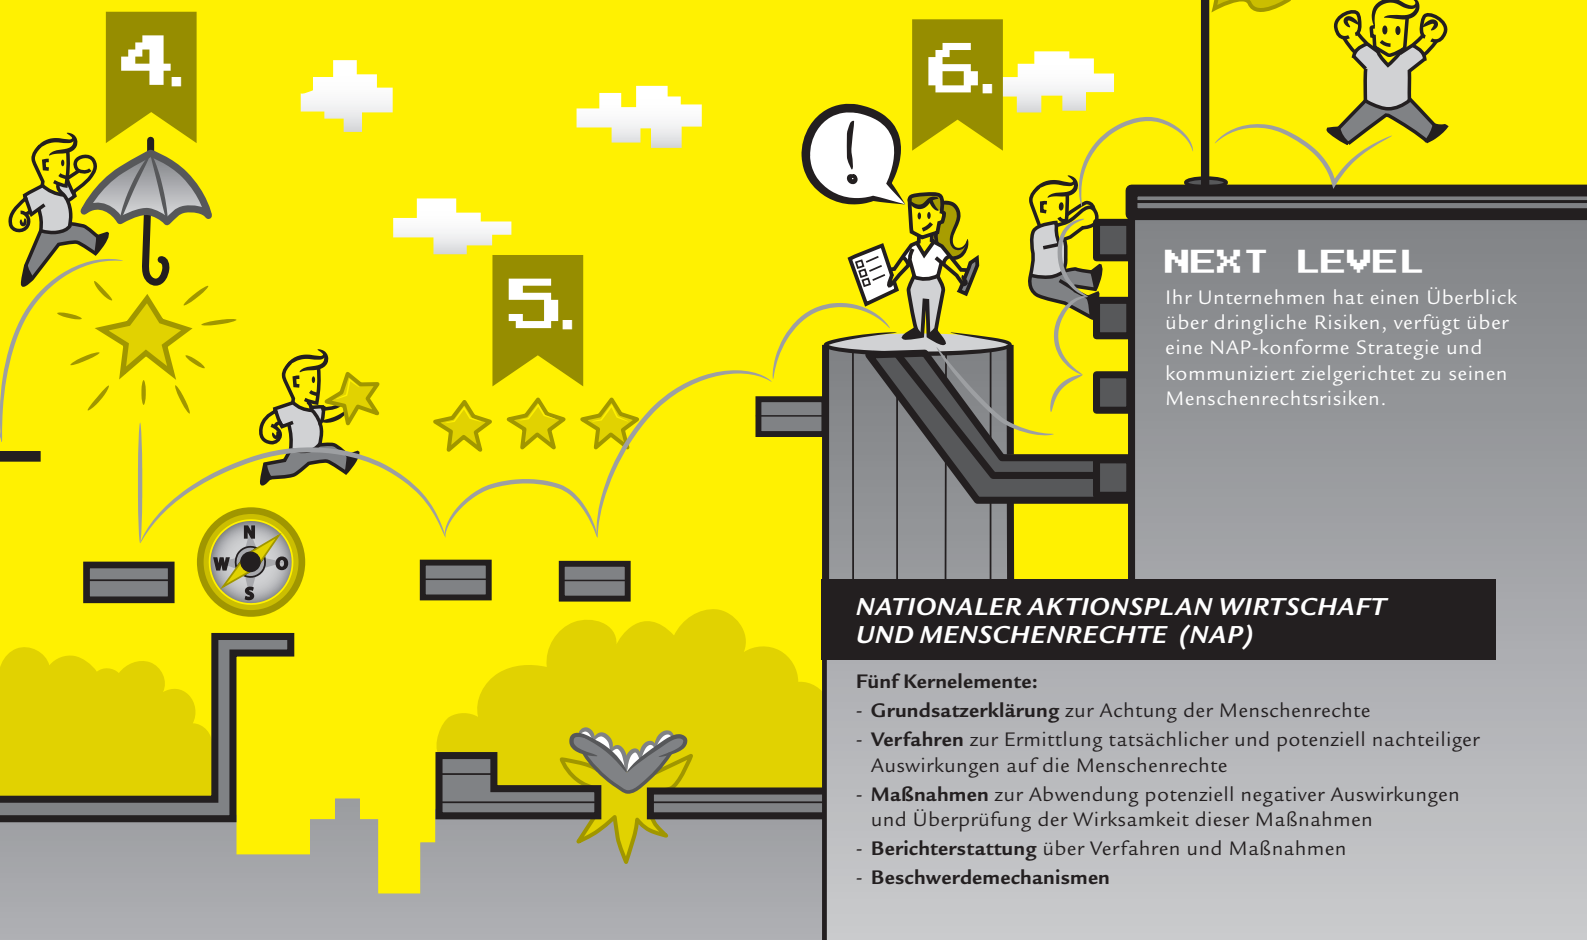 4.
6.
!
5.
N
W
O
S
NEXT LEVEL
Ihr Unternehmen hat einen Überblick
über dringliche Risiken, verfügt über
eine NAP-konforme Strategie und
kommuniziert zielgerichtet zu seinen
Menschenrechtsrisiken.
NATIONALER AKTIONSPLAN WIRTSCHAFT
UND MENSCHENRECHTE (NAP)
Fünf Kernelemente:
- Grundsatzerklärung zur Achtung der Menschenrechte
- Verfahren zur Ermittlung tatsächlicher und potenziell nachteiliger
Auswirkungen auf die Menschenrechte
- Maßnahmen zur Abwendung potenziell negativer Auswirkungen
und Überprüfung der Wirksamkeit dieser Maßnahmen
- Berichterstattung über Verfahren und Maßnahmen
- Beschwerdemechanismen